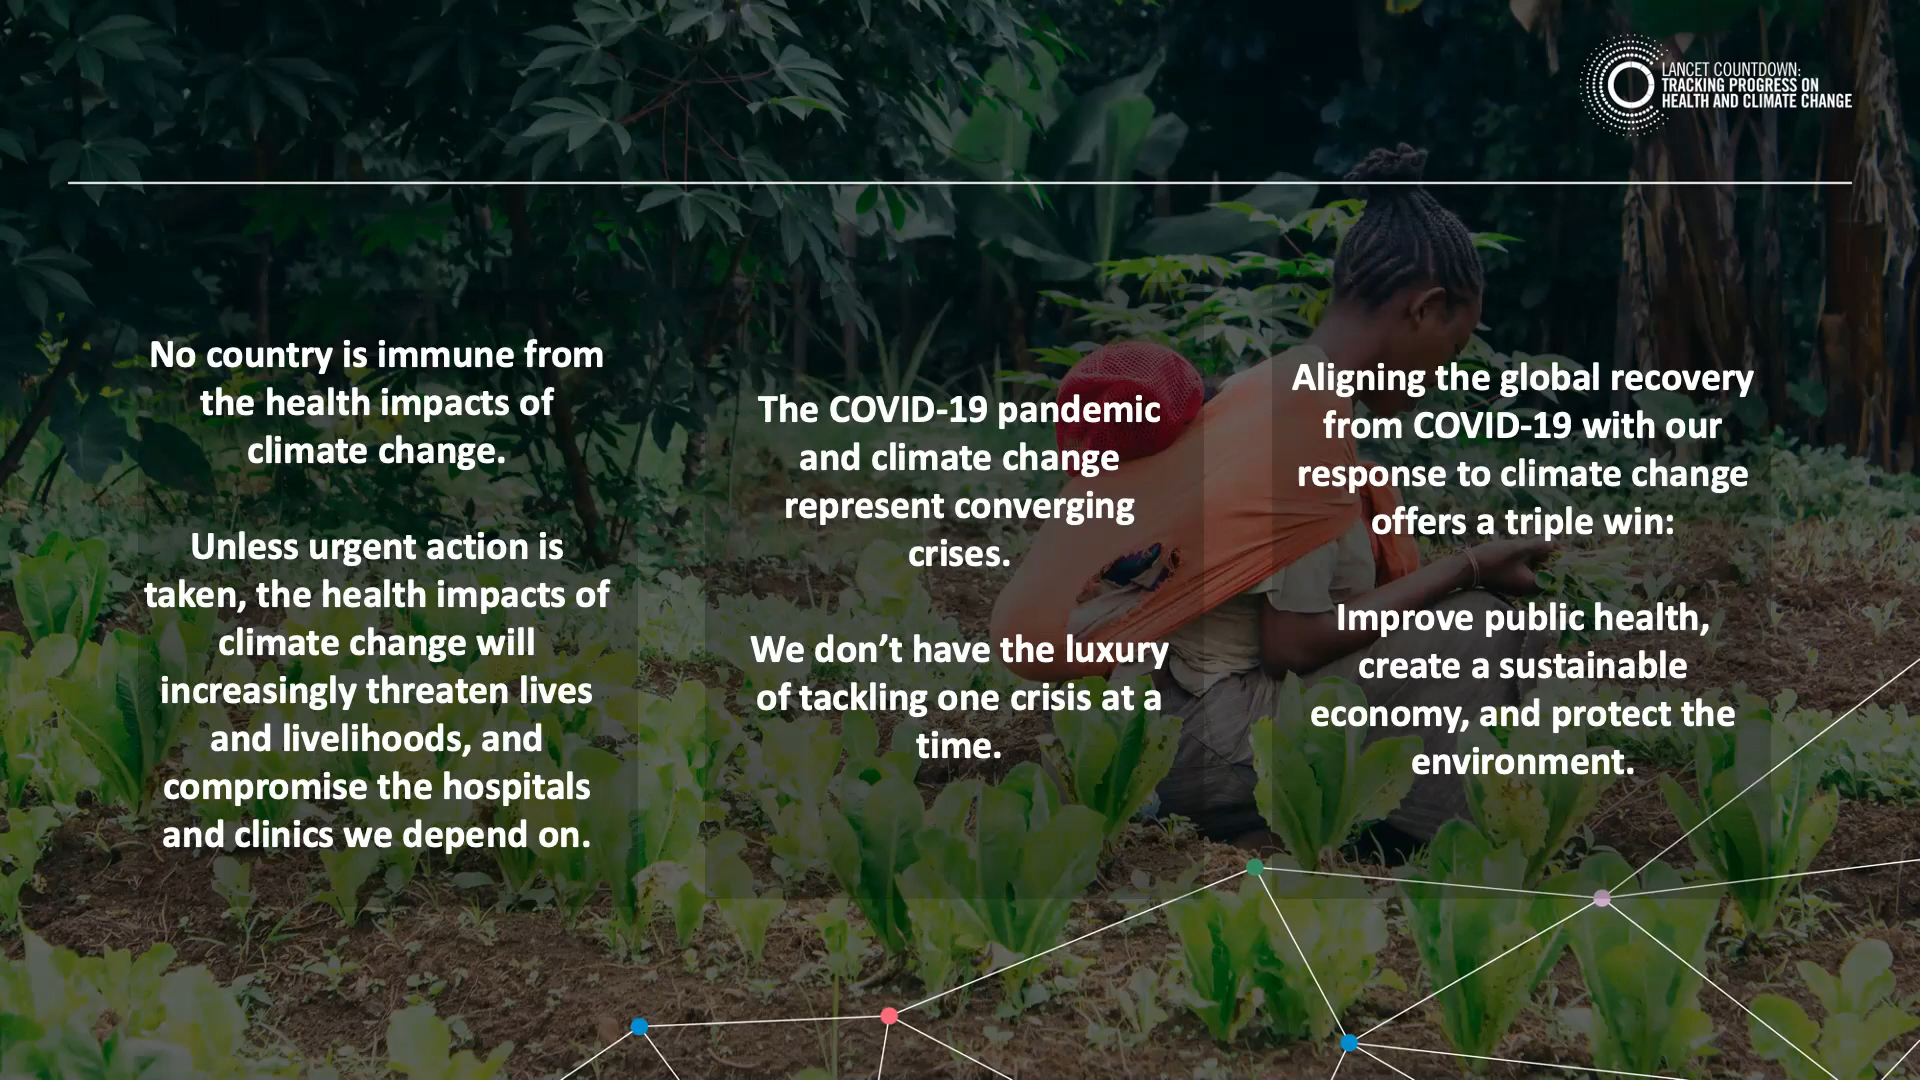 LANCET COUNTDOWN:
TRACKING PROGRESS ON
HEALTH AND CLIMATE CHANGE
No country is immune from
the health impacts of
climate change.
Unless urgent action is
taken, the health impacts of
climate change will
increasingly threaten lives
and livelihoods, and
compromise the hospitals
and clinics we depend on.
The COVID-19 pandemic
and climate change
represent converging
crises.
We don’t have the luxury
of tackling one crisis at a
time.
Aligning the global recovery
from COVID-19 with our
response to climate change
offers a triple win:
Improve public health,
create a sustainable
economy, and protect the
environment.